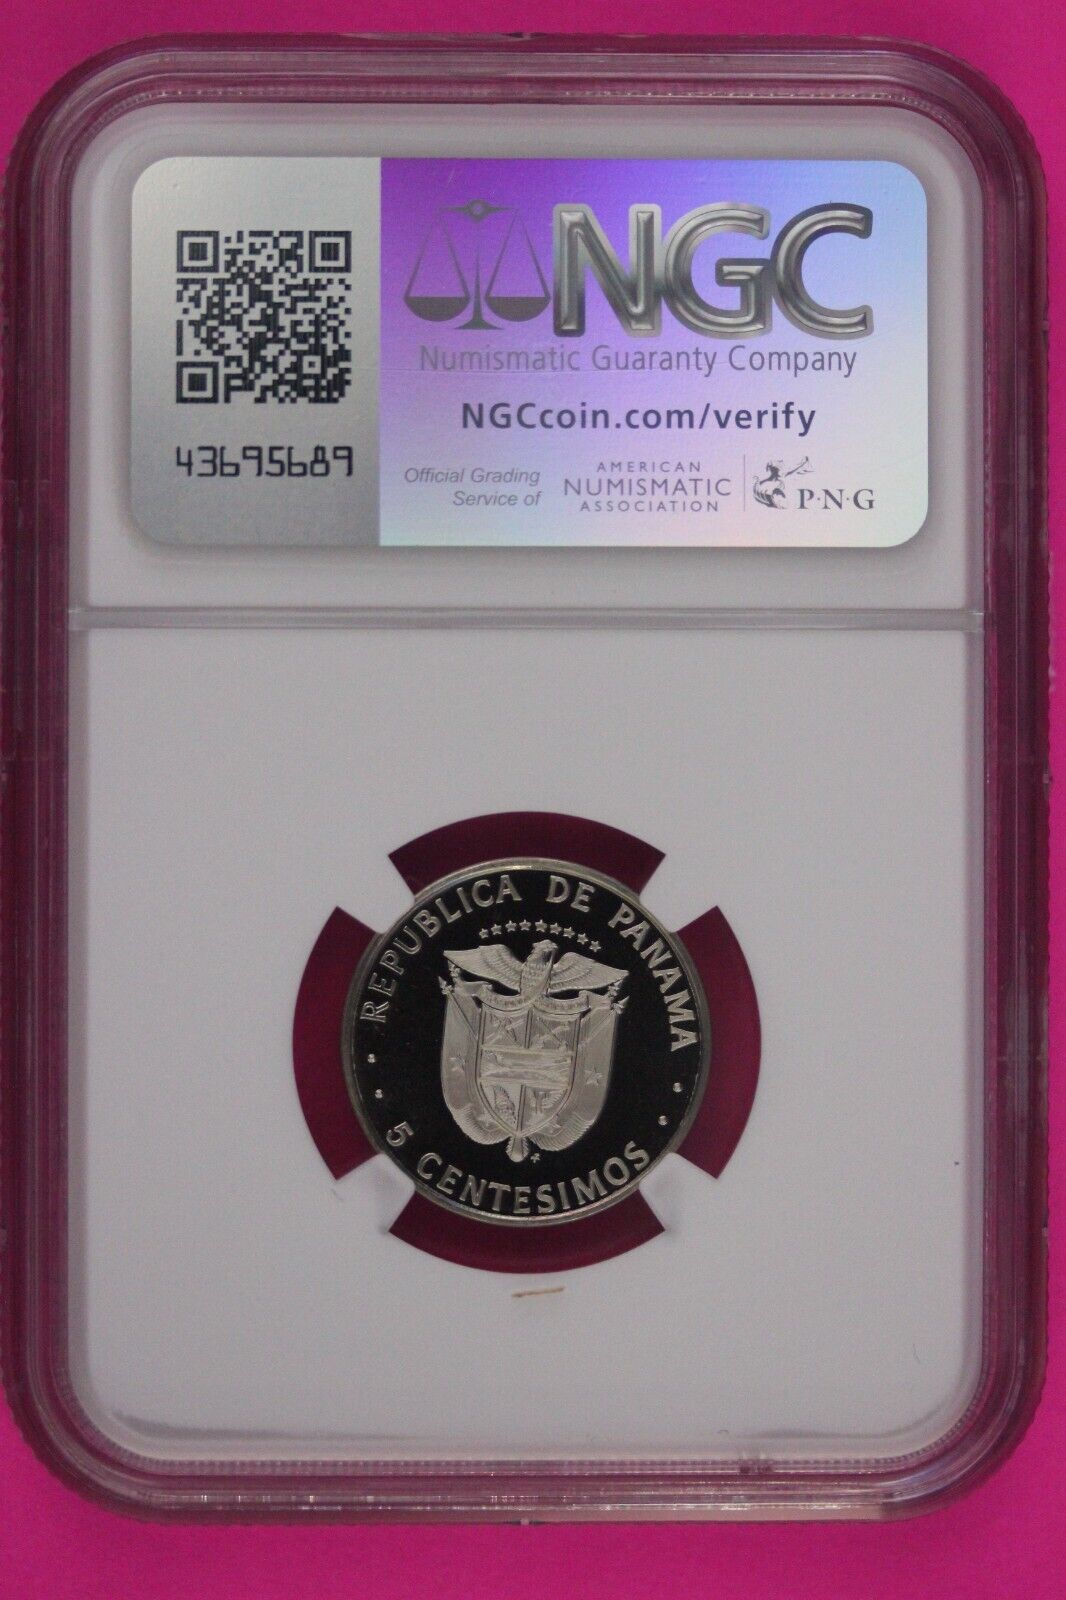 NGC
Numismatic Guaranty Company
NGCcoin.com/verify
43695689
Official Grading
Service of
AMERICAN
NUMISMATIC
ASSOCIATION
P·N·G
REPUBLICA DE PANAMA
5 CENTESIMOS